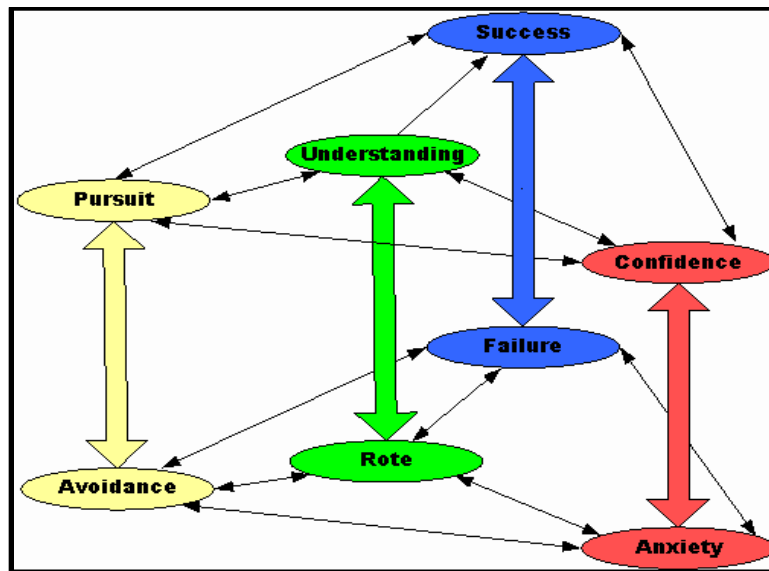 Success
Understanding
Pursuit
Confidence
Failure
Rote
Avoidance
Anxiety